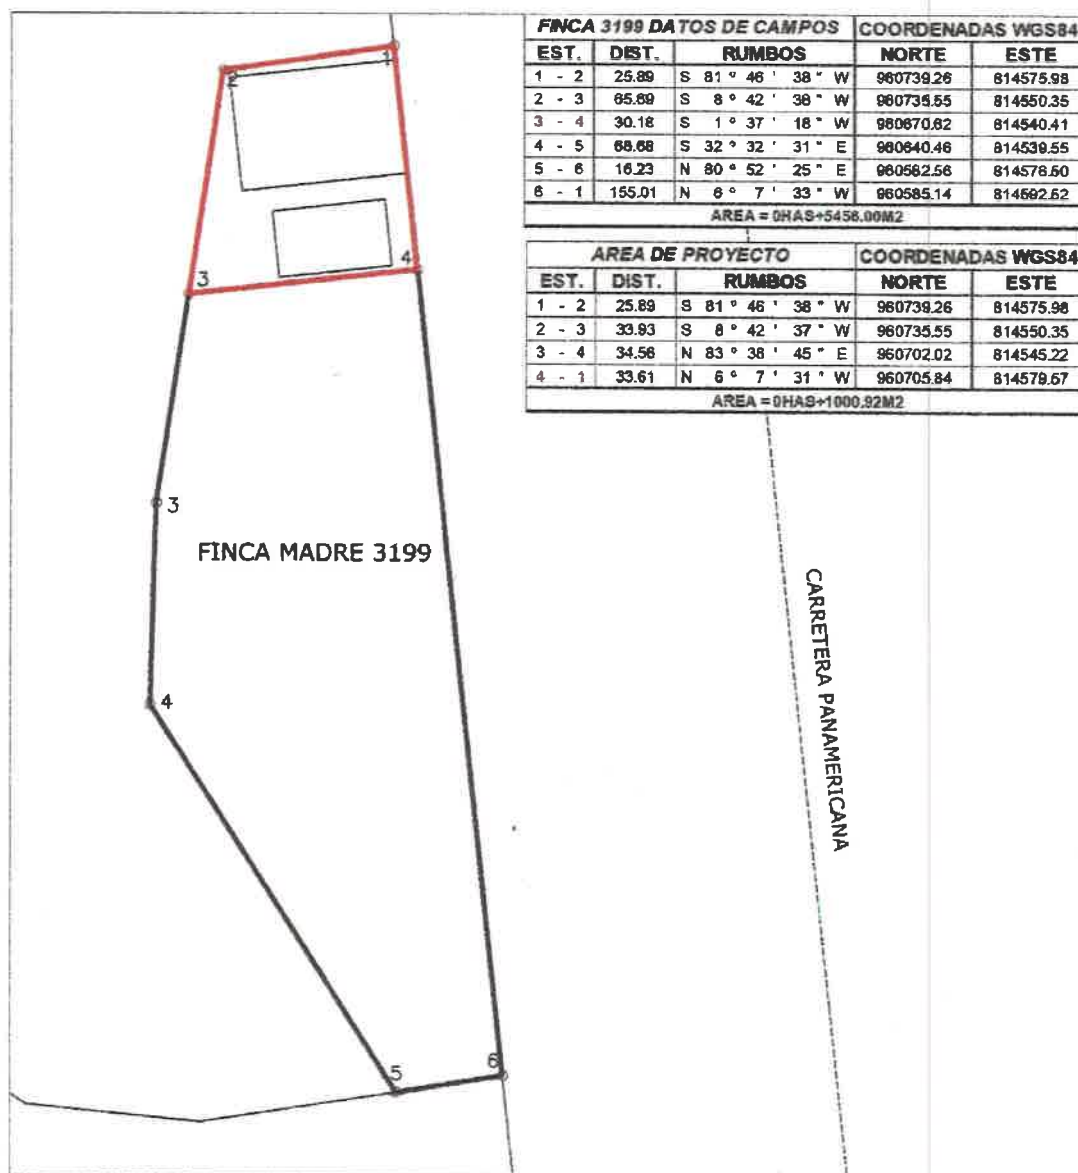 FINCA 3199 DATOS DE CAMPOS COORDENADAS WGS84
EST. DIST. RUMBOS NORTE ESTE
1 - 2 25.89 S 81 ° 46 ' 38 " W 960739.26 814575.98
2 - 3 65.69 S 8 ° 42 ' 36 " W 960735.55 814550.35
3 - 4 30.18 S 1 ° 37 ' 18 " W 960670.62 814540.41
4 - 5 68.68 S 32 ° 32 ' 31 " E 960640.46 814539.55
5 - 6 16.23 N 80 ° 52 ' 25 " E 960582.56 814576.50
6 - 1 155.01 N 6 ° 7 ' 33 " W 960585.14 814592.52
AREA = 0HAS+5456.00M2
AREA DE PROYECTO COORDENADAS WGS84
EST. DIST. RUMBOS NORTE ESTE
1 - 2 25.89 S 81 ° 46 ' 38 " W 960739.26 814575.98
2 - 3 33.93 S 8 ° 42 ' 37 " W 960735.55 814550.35
3 - 4 34.56 N 83 ° 38 ' 45 " E 960702.02 814545.22
4 - 1 33.61 N 6 ° 7 ' 31 " W 960705.84 814579.67
AREA = 0HAS+1000.92M2
1
2
4
3
3
FINCA MADRE 3199
4
CARRETERA PANAMERICANA
6
5